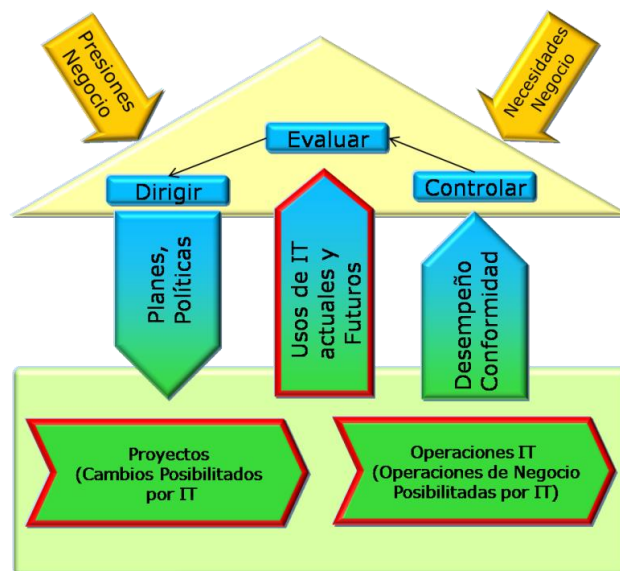 Presiones
Negocio
Necesidades
Negocio
Evaluar
Dirigir
Controlar
Planes,
Políticas
Usos de IT
actuales y
Futuros
Desempeño
Conformidad
Proyectos
(Cambios Posibilitados
por IT
Operaciones IT
(Operaciones de Negocio
Posibilitadas por IT)